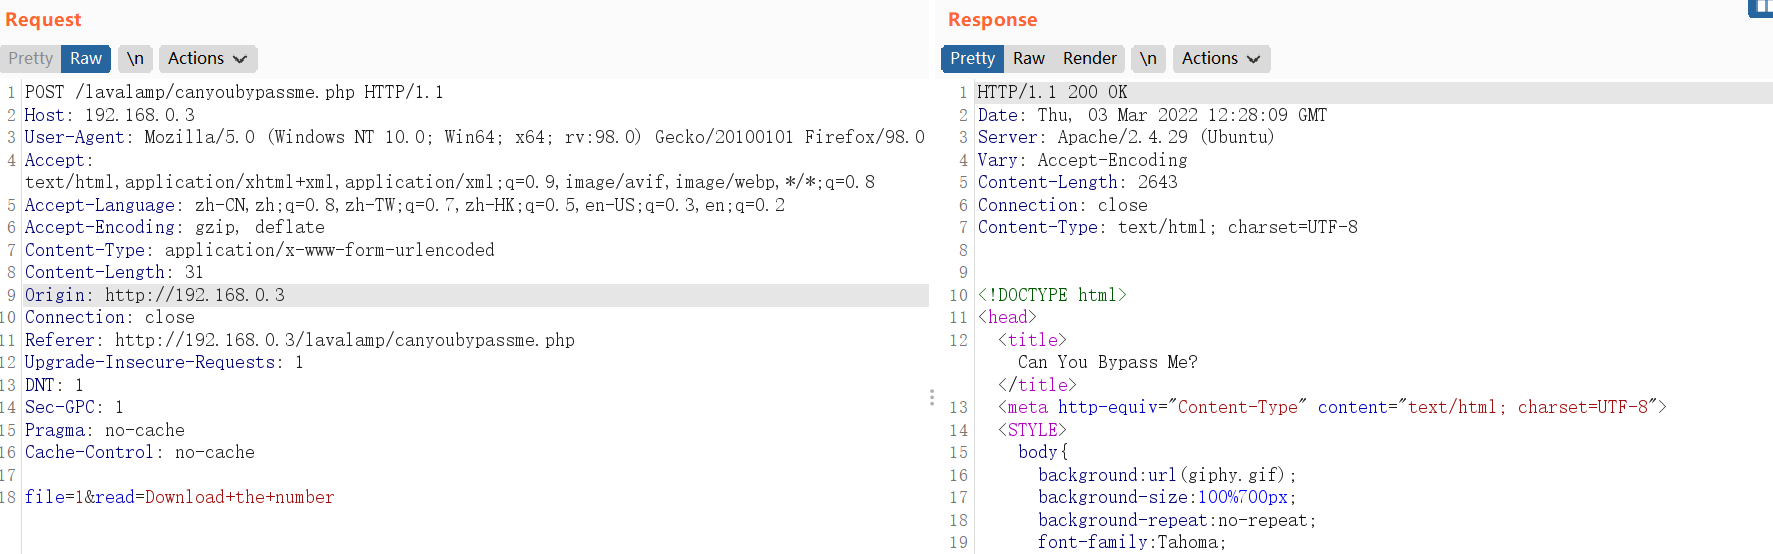 Request
Pretty Raw \n Actions
1 POST /lavalamp/canyoubypassme.php HTTP/1.1
2 Host: 192.168.0.3
3 User-Agent: Mozilla/5.0 (Windows NT 10.0; Win64; x64; rv:98.0) Gecko/20100101 Firefox/98.0
4 Accept:
text/html,application/xhtml+xml,application/xml;q=0.9,image/avif,image/webp,*/*;q=0.8
5 Accept-Language: zh-CN,zh;q=0.8,zh-TW;q=0.7,zh-HK;q=0.5,en-US;q=0.3,en;q=0.2
6 Accept-Encoding: gzip, deflate
7 Content-Type: application/x-www-form-urlencoded
8 Content-Length: 31
9 Origin: http://192.168.0.3
10 Connection: close
11 Referer: http://192.168.0.3/lavalamp/canyoubypassme.php
12 Upgrade-Insecure-Requests: 1
13 DNT: 1
14 Sec-GPC: 1
15 Pragma: no-cache
16 Cache-Control: no-cache
17
18 file=1&read=Download+the+number
Response
Pretty Raw Render \n Actions
1 HTTP/1.1 200 OK
2 Date: Thu, 03 Mar 2022 12:28:09 GMT
3 Server: Apache/2.4.29 (Ubuntu)
4 Vary: Accept-Encoding
5 Content-Length: 2643
6 Connection: close
7 Content-Type: text/html; charset=UTF-8
8
9
10 <!DOCTYPE html>
11 <head>
12 <title>
Can You Bypass Me?
</title>
13 <meta http-equiv="Content-Type" content="text/html; charset=UTF-8">
14 <STYLE>
15 body{
16 background:url(giphy.gif);
17 background-size:100%700px;
18 background-repeat:no-repeat;
19 font-family:Tahoma;